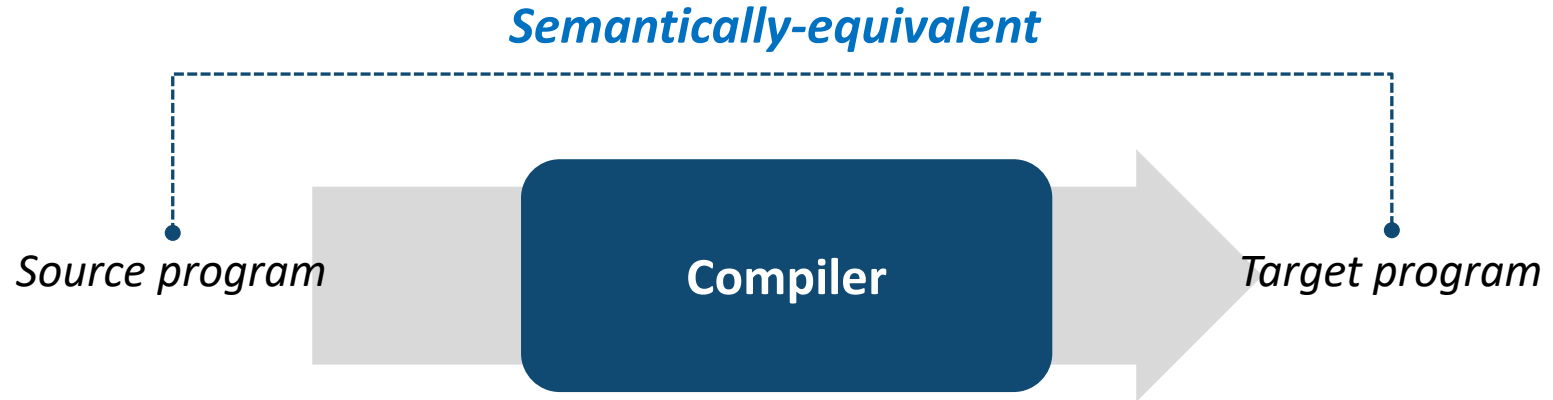 Semantically-equivalent
Source program
Compiler
Target program